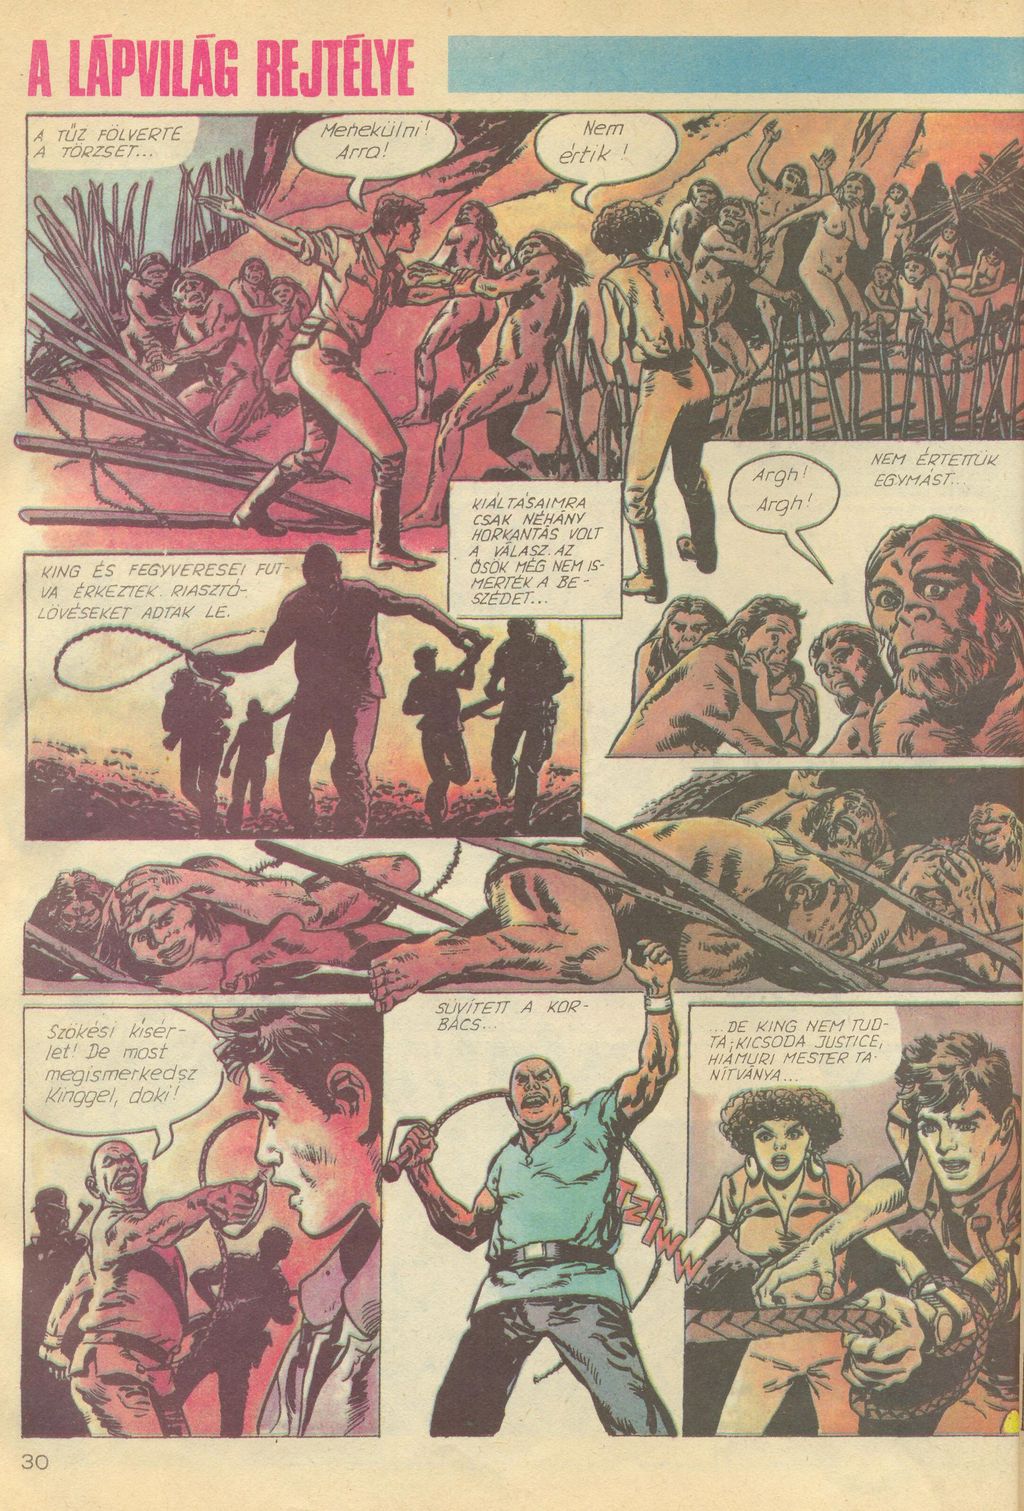 A LÁPVILÁG REJTÉLYE
A TŰZ FÖLVERTE
A TÖRZSET...
Menekülni!
Arra!
Nem
értik!
KIÁLTÁSAIMRA
CSAK NÉHÁNY
HORKANTÁS VOLT
A VÁLASZ. AZ
ŐSÖK MÉG NEM IS-
MERTÉK A BE-
SZÉDET...
Argh!
Argh!
NEM ÉRTETTÜK
EGYMÁST...
KING ÉS FEGYVERESEI FUT-
VA ÉRKEZTEK. RIASZTÓ-
LÖVÉSEKET ADTAK LE.
Szökési kísér-
let! De most
megismerkedsz
Kinggel, doki!
SÜVÍTETT A KOR-
BÁCS...
TZIWW
...DE KING NEM TUD-
TA, KICSODA JUSTICE,
HIAMURI MESTER TA-
NÍTVÁNYA...
30